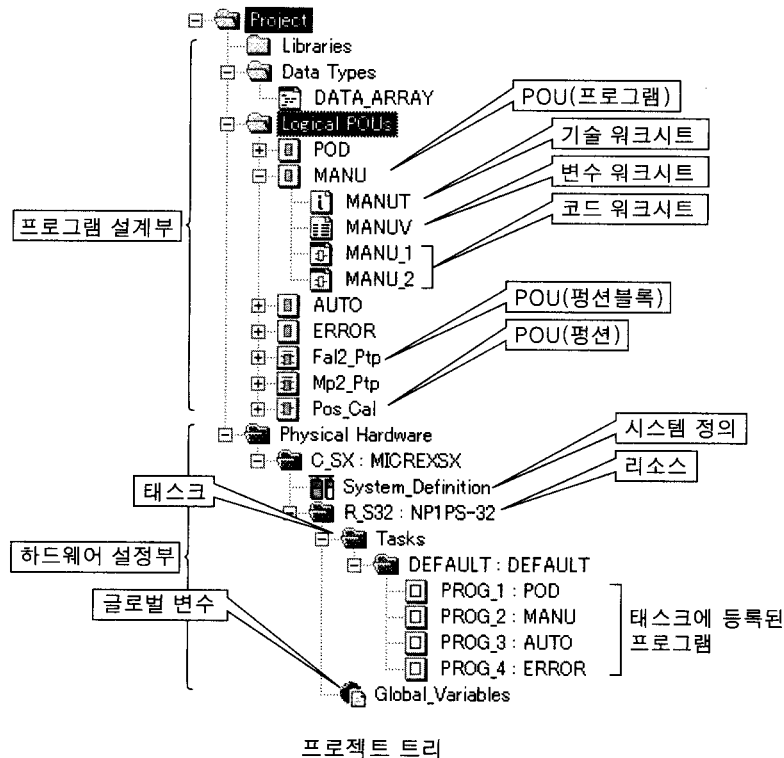 Project
Libraries
Data Types
DATA_ARRAY
POU(프로그램)
Logical POUs
기술 워크시트
POD
변수 워크시트
MANU
MANUT
코드 워크시트
MANUV
프로그램 설계부
MANU_1
MANU_2
AUTO
POU(펑션블록)
ERROR
POU(펑션)
Fal2_Ptp
Mp2_Ptp
Pos_Cal
시스템 정의
Physical Hardware
C_SX : MICREXSX
리소스
System_Definition
태스크
R_S32 : NP1PS-32
Tasks
하드웨어 설정부
DEFAULT : DEFAULT
PROG_1 : POD
글로벌 변수
PROG_2 : MANU
태스크에 등록된
PROG_3 : AUTO
프로그램
PROG_4 : ERROR
Global_Variables
프로젝트 트리